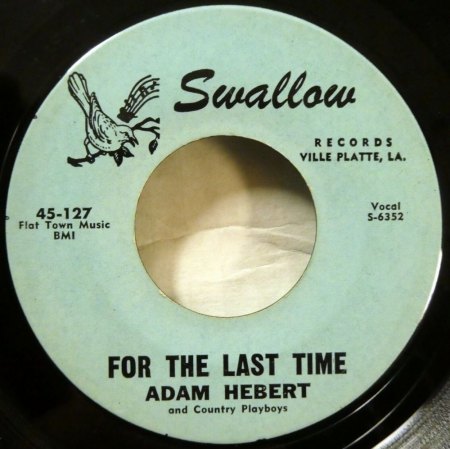 Swallow
RECORDS
VILLE PLATTE, LA.
45-127
Flat Town Music
BMI
Vocal
S-6352
FOR THE LAST TIME
ADAM HEBERT
and Country Playboys